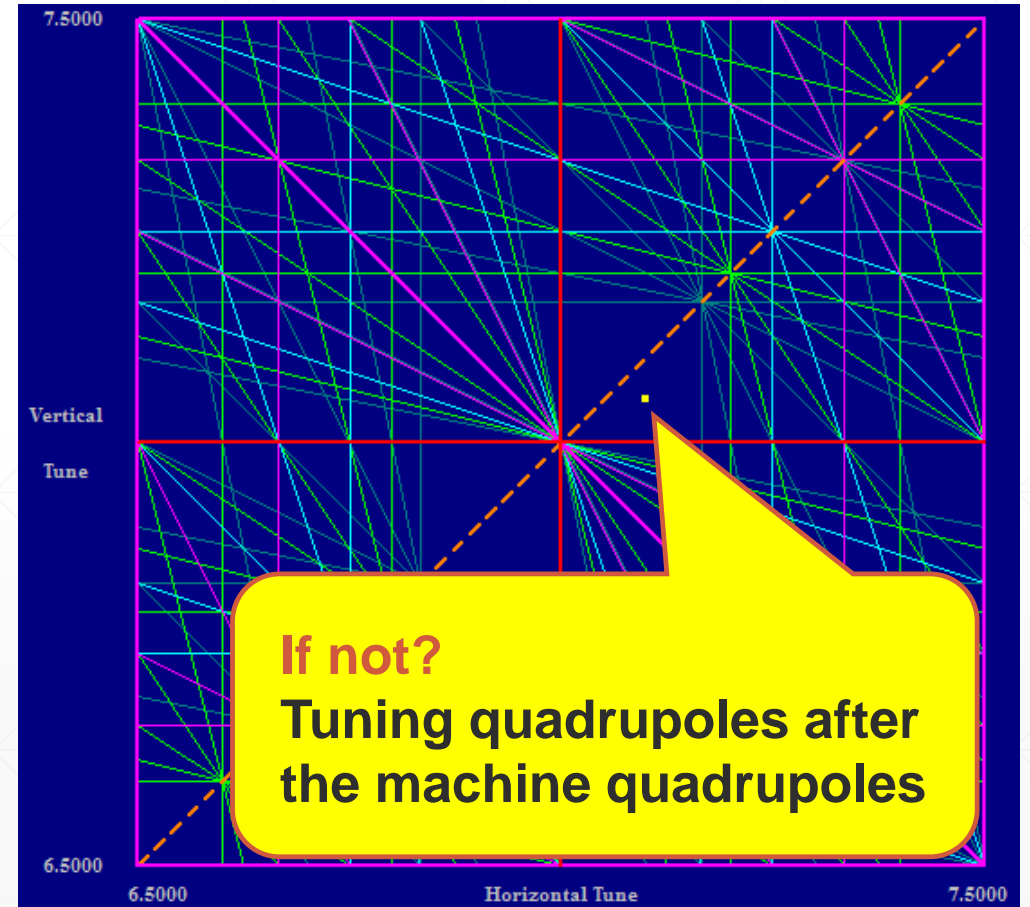 7.5000
Vertical
Tune
If not?
Tuning quadrupoles after
the machine quadrupoles
6.5000
6.5000 Horizontal Tune 7.5000